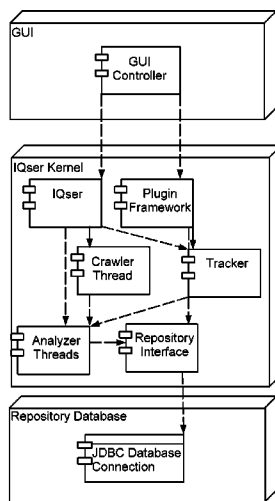 GUI
GUI
Controller
IQser Kernel
IQser
Plugin
Framework
Crawler
Thread
Tracker
Analyzer
Threads
Repository
Interface
Repository Database
JDBC Database
Connection